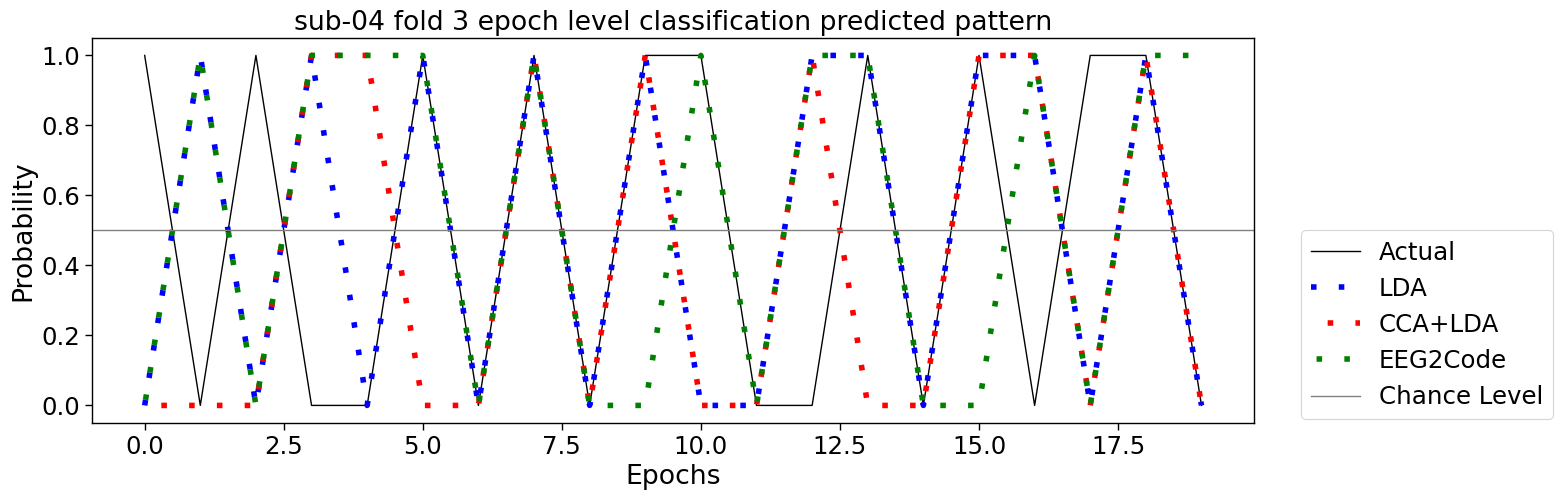 sub-04 fold 3 epoch level classification predicted pattern
Probability
1.0
0.8
0.6
0.4
0.2
0.0
0.0 2.5 5.0 7.5 10.0 12.5 15.0 17.5
Epochs
Actual
LDA
CCA+LDA
EEG2Code
Chance Level